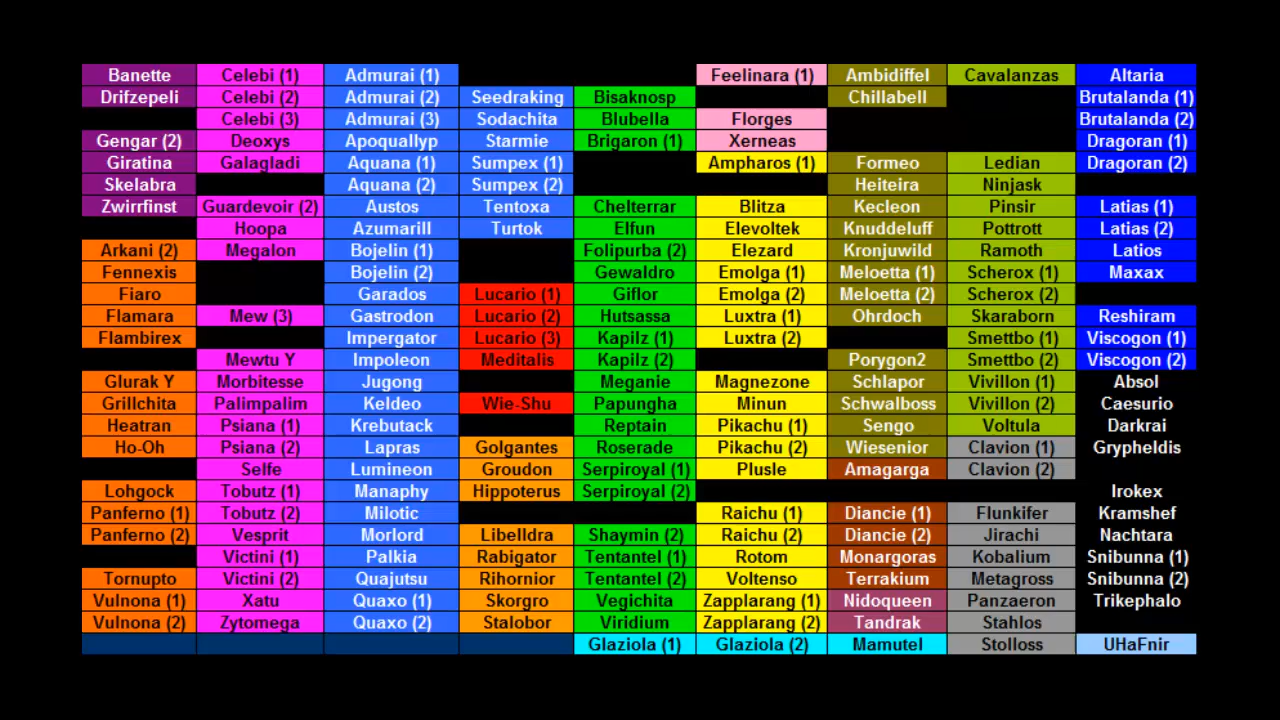 Banette Celebi (1) Admurai (1) Feelinara (1) Ambidiffel Cavalanzas Altaria
Drifzepeli Celebi (2) Admurai (2) Seedraking Bisaknosp Chillabell Brutalanda (1)
Celebi (3) Admurai (3) Sodachita Blubella Florges Brutalanda (2)
Gengar (2) Deoxys Apoquallyp Starmie Brigaron (1) Xerneas Dragoran (1)
Giratina Galagladi Aquana (1) Sumpex (1) Ampharos (1) Formeo Ledian Dragoran (2)
Skelabra Aquana (2) Sumpex (2) Heiteira Ninjask
Zwirrfinst Guardevoir (2) Austos Tentoxa Chelterrar Blitza Kecleon Pinsir Latias (1)
Hoopa Azumarill Turtok Elfun Elevoltek Knuddeluff Pottrott Latias (2)
Arkani (2) Megalon Bojelin (1) Folipurba (2) Elezard Kronjuwild Ramoth Latios
Fennexis Bojelin (2) Gewaldro Emolga (1) Meloetta (1) Scherox (1) Maxax
Fiaro Garados Lucario (1) Giflor Emolga (2) Meloetta (2) Scherox (2)
Flamara Mew (3) Gastrodon Lucario (2) Hutsassa Luxtra (1) Ohrdoch Skaraborn Reshiram
Flambirex Impergator Lucario (3) Kapilz (1) Luxtra (2) Smettbo (1) Viscogon (1)
Mewtu Y Impoleon Meditalis Kapilz (2) Porygon2 Smettbo (2) Viscogon (2)
Glurak Y Morbitesse Jugong Meganie Magnezone Schlapor Vivillon (1) Absol
Grillchita Palimpalim Keldeo Wie-Shu Papungha Minun Schwalboss Vivillon (2) Caesurio
Heatran Psiana (1) Krebutack Reptain Pikachu (1) Sengo Voltula Darkrai
Ho-Oh Psiana (2) Lapras Golgantes Roserade Pikachu (2) Wiesenior Clavion (1) Grypheldis
Selfe Lumineon Groudon Serpiroyal (1) Plusle Amagarga Clavion (2)
Lohgock Tobutz (1) Manaphy Hippoterus Serpiroyal (2) Irokex
Panferno (1) Tobutz (2) Milotic Raichu (1) Diancie (1) Flunkifer Kramshef
Panferno (2) Vesprit Morlord Libelldra Shaymin (2) Raichu (2) Diancie (2) Jirachi Nachtara
Victini (1) Palkia Rabigator Tentantel (1) Rotom Monargoras Kobalium Snibunna (1)
Tornupto Victini (2) Quajutsu Rihornior Tentantel (2) Voltenso Terrakium Metagross Snibunna (2)
Vulnona (1) Xatu Quaxo (1) Skorgro Vegichita Zapplarang (1) Nidoqueen Panzaeron Trikephalo
Vulnona (2) Zytomega Quaxo (2) Stalobor Viridium Zapplarang (2) Tandrak Stahlos
Glaziola (1) Glaziola (2) Mamutel Stolloss UHaFnir